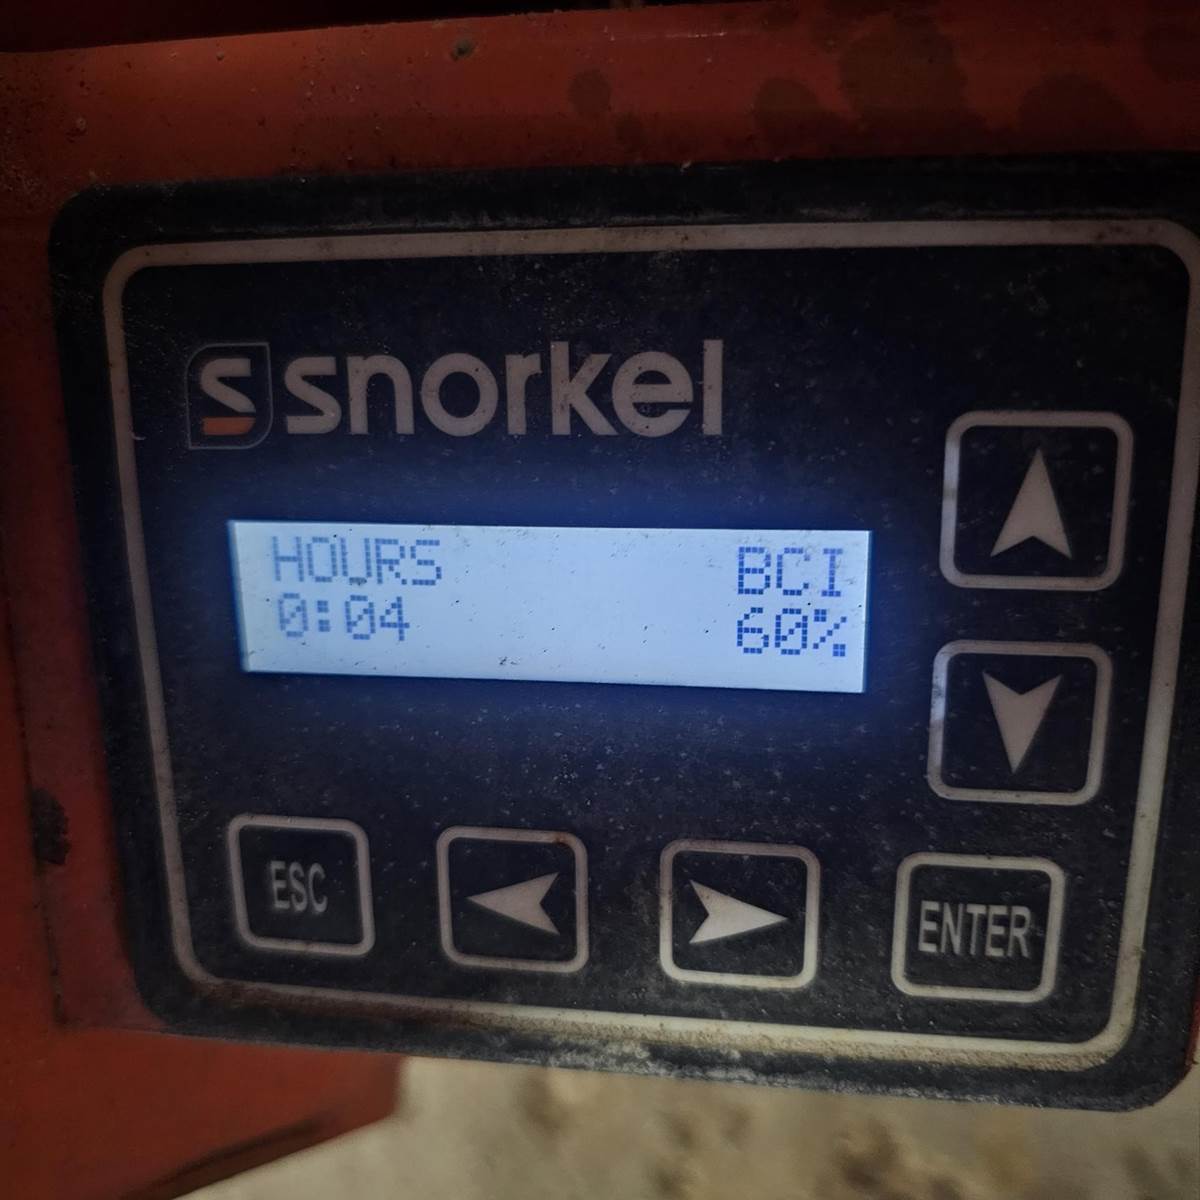 snorkel
HOURS BCI
0:04 60%
ESC
ENTER